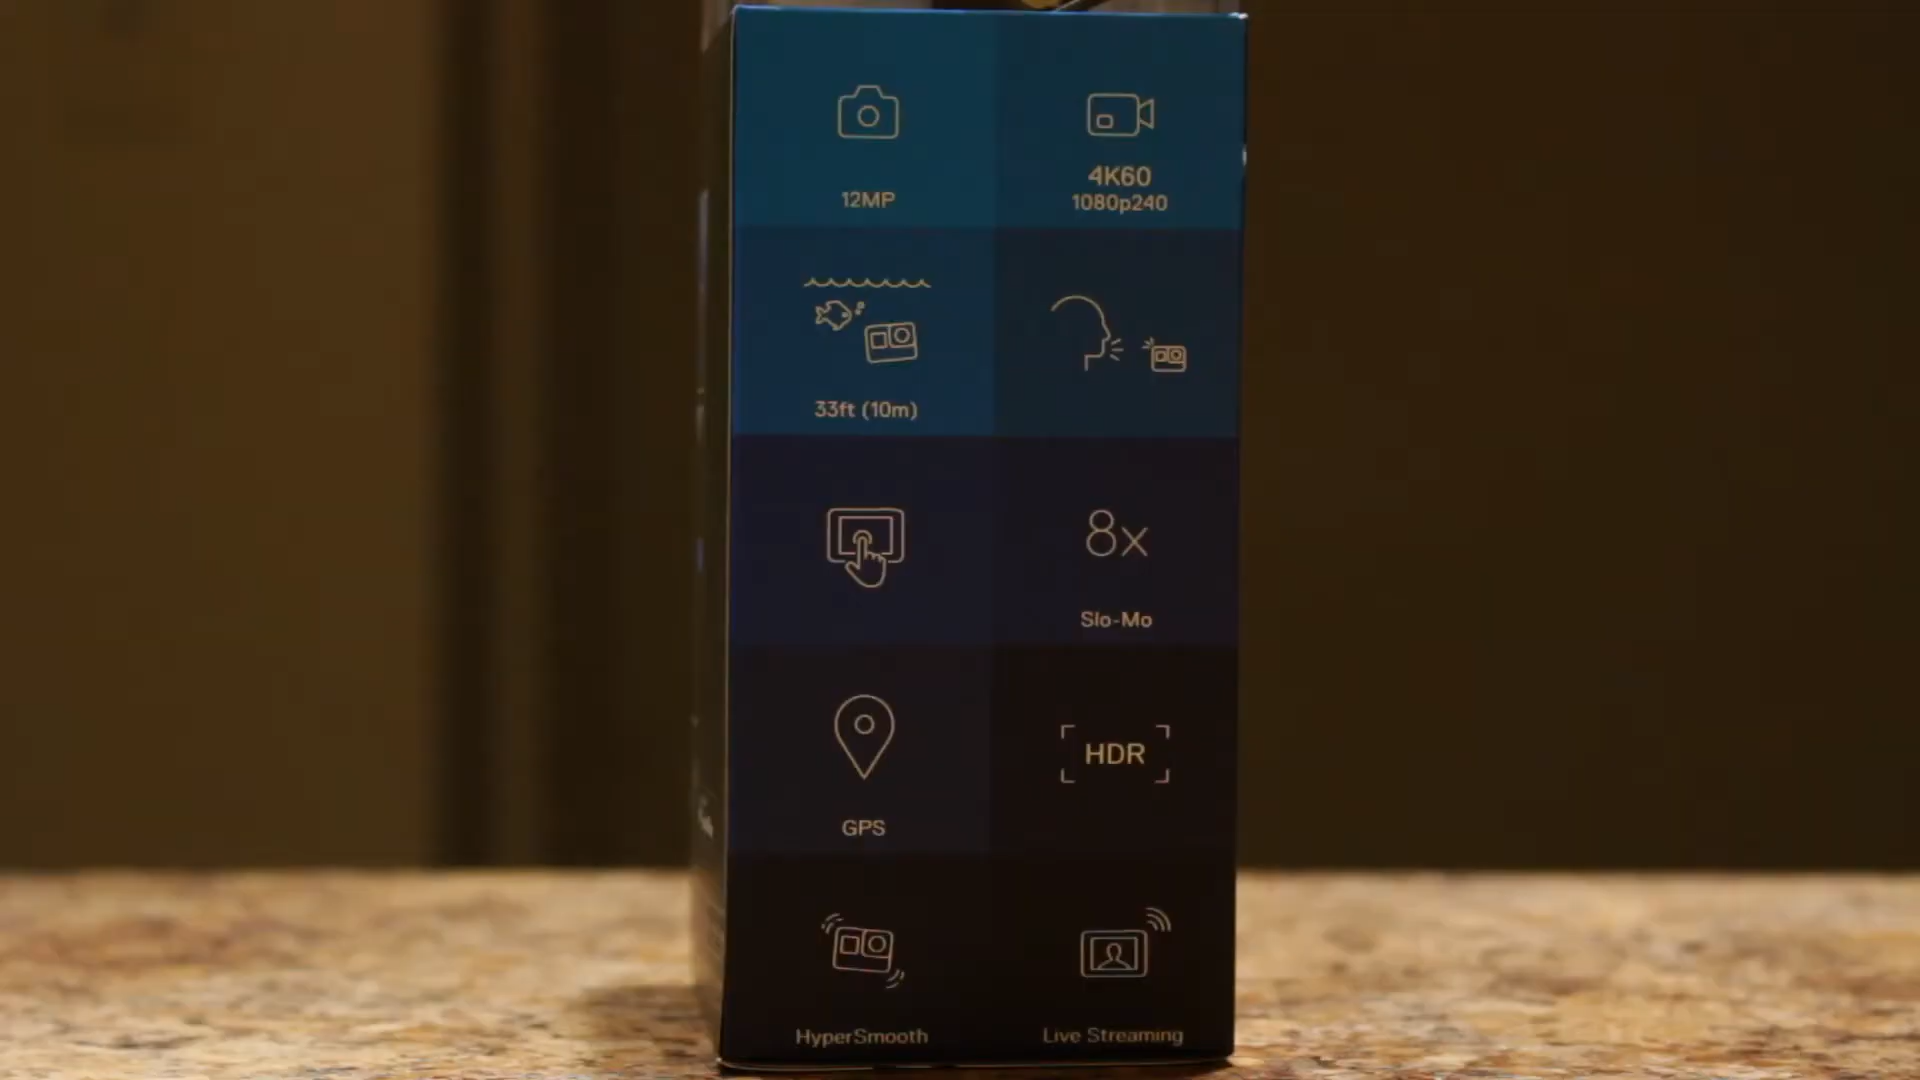 12MP
4K60
1080p240
33ft (10m)
8x
Slo-Mo
GPS
HDR
HyperSmooth
Live Streaming